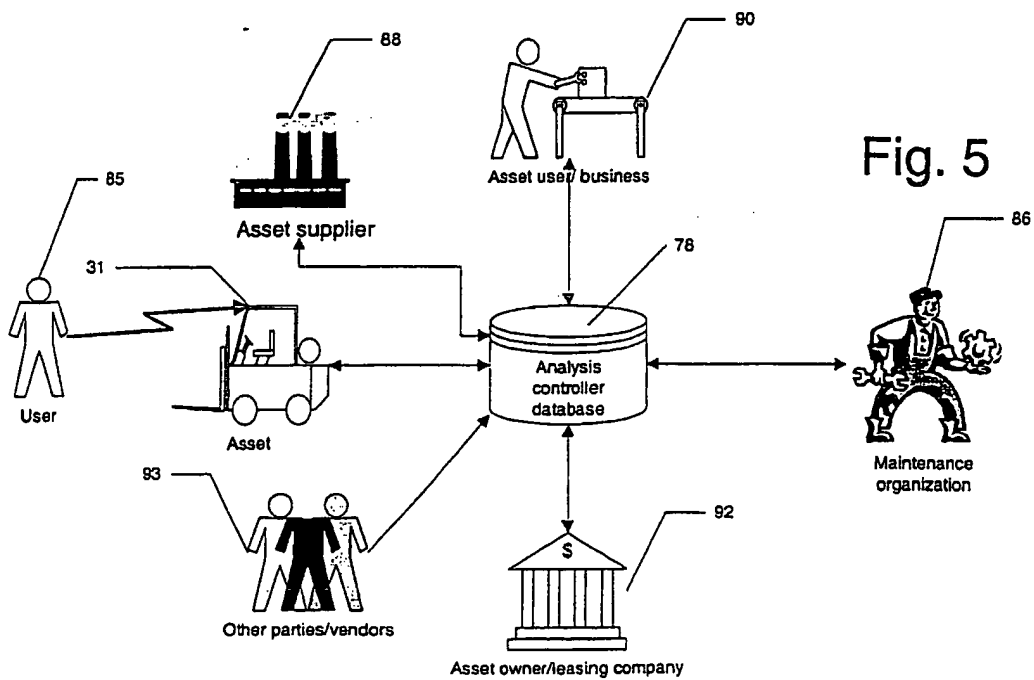 88
90
Asset user/ business
Fig. 5
85
Asset supplier
86
31
78
Analysis
controller
database
User
Asset
Maintenance
organization
93
92
$
Other parties/vendors
Asset owner/leasing company